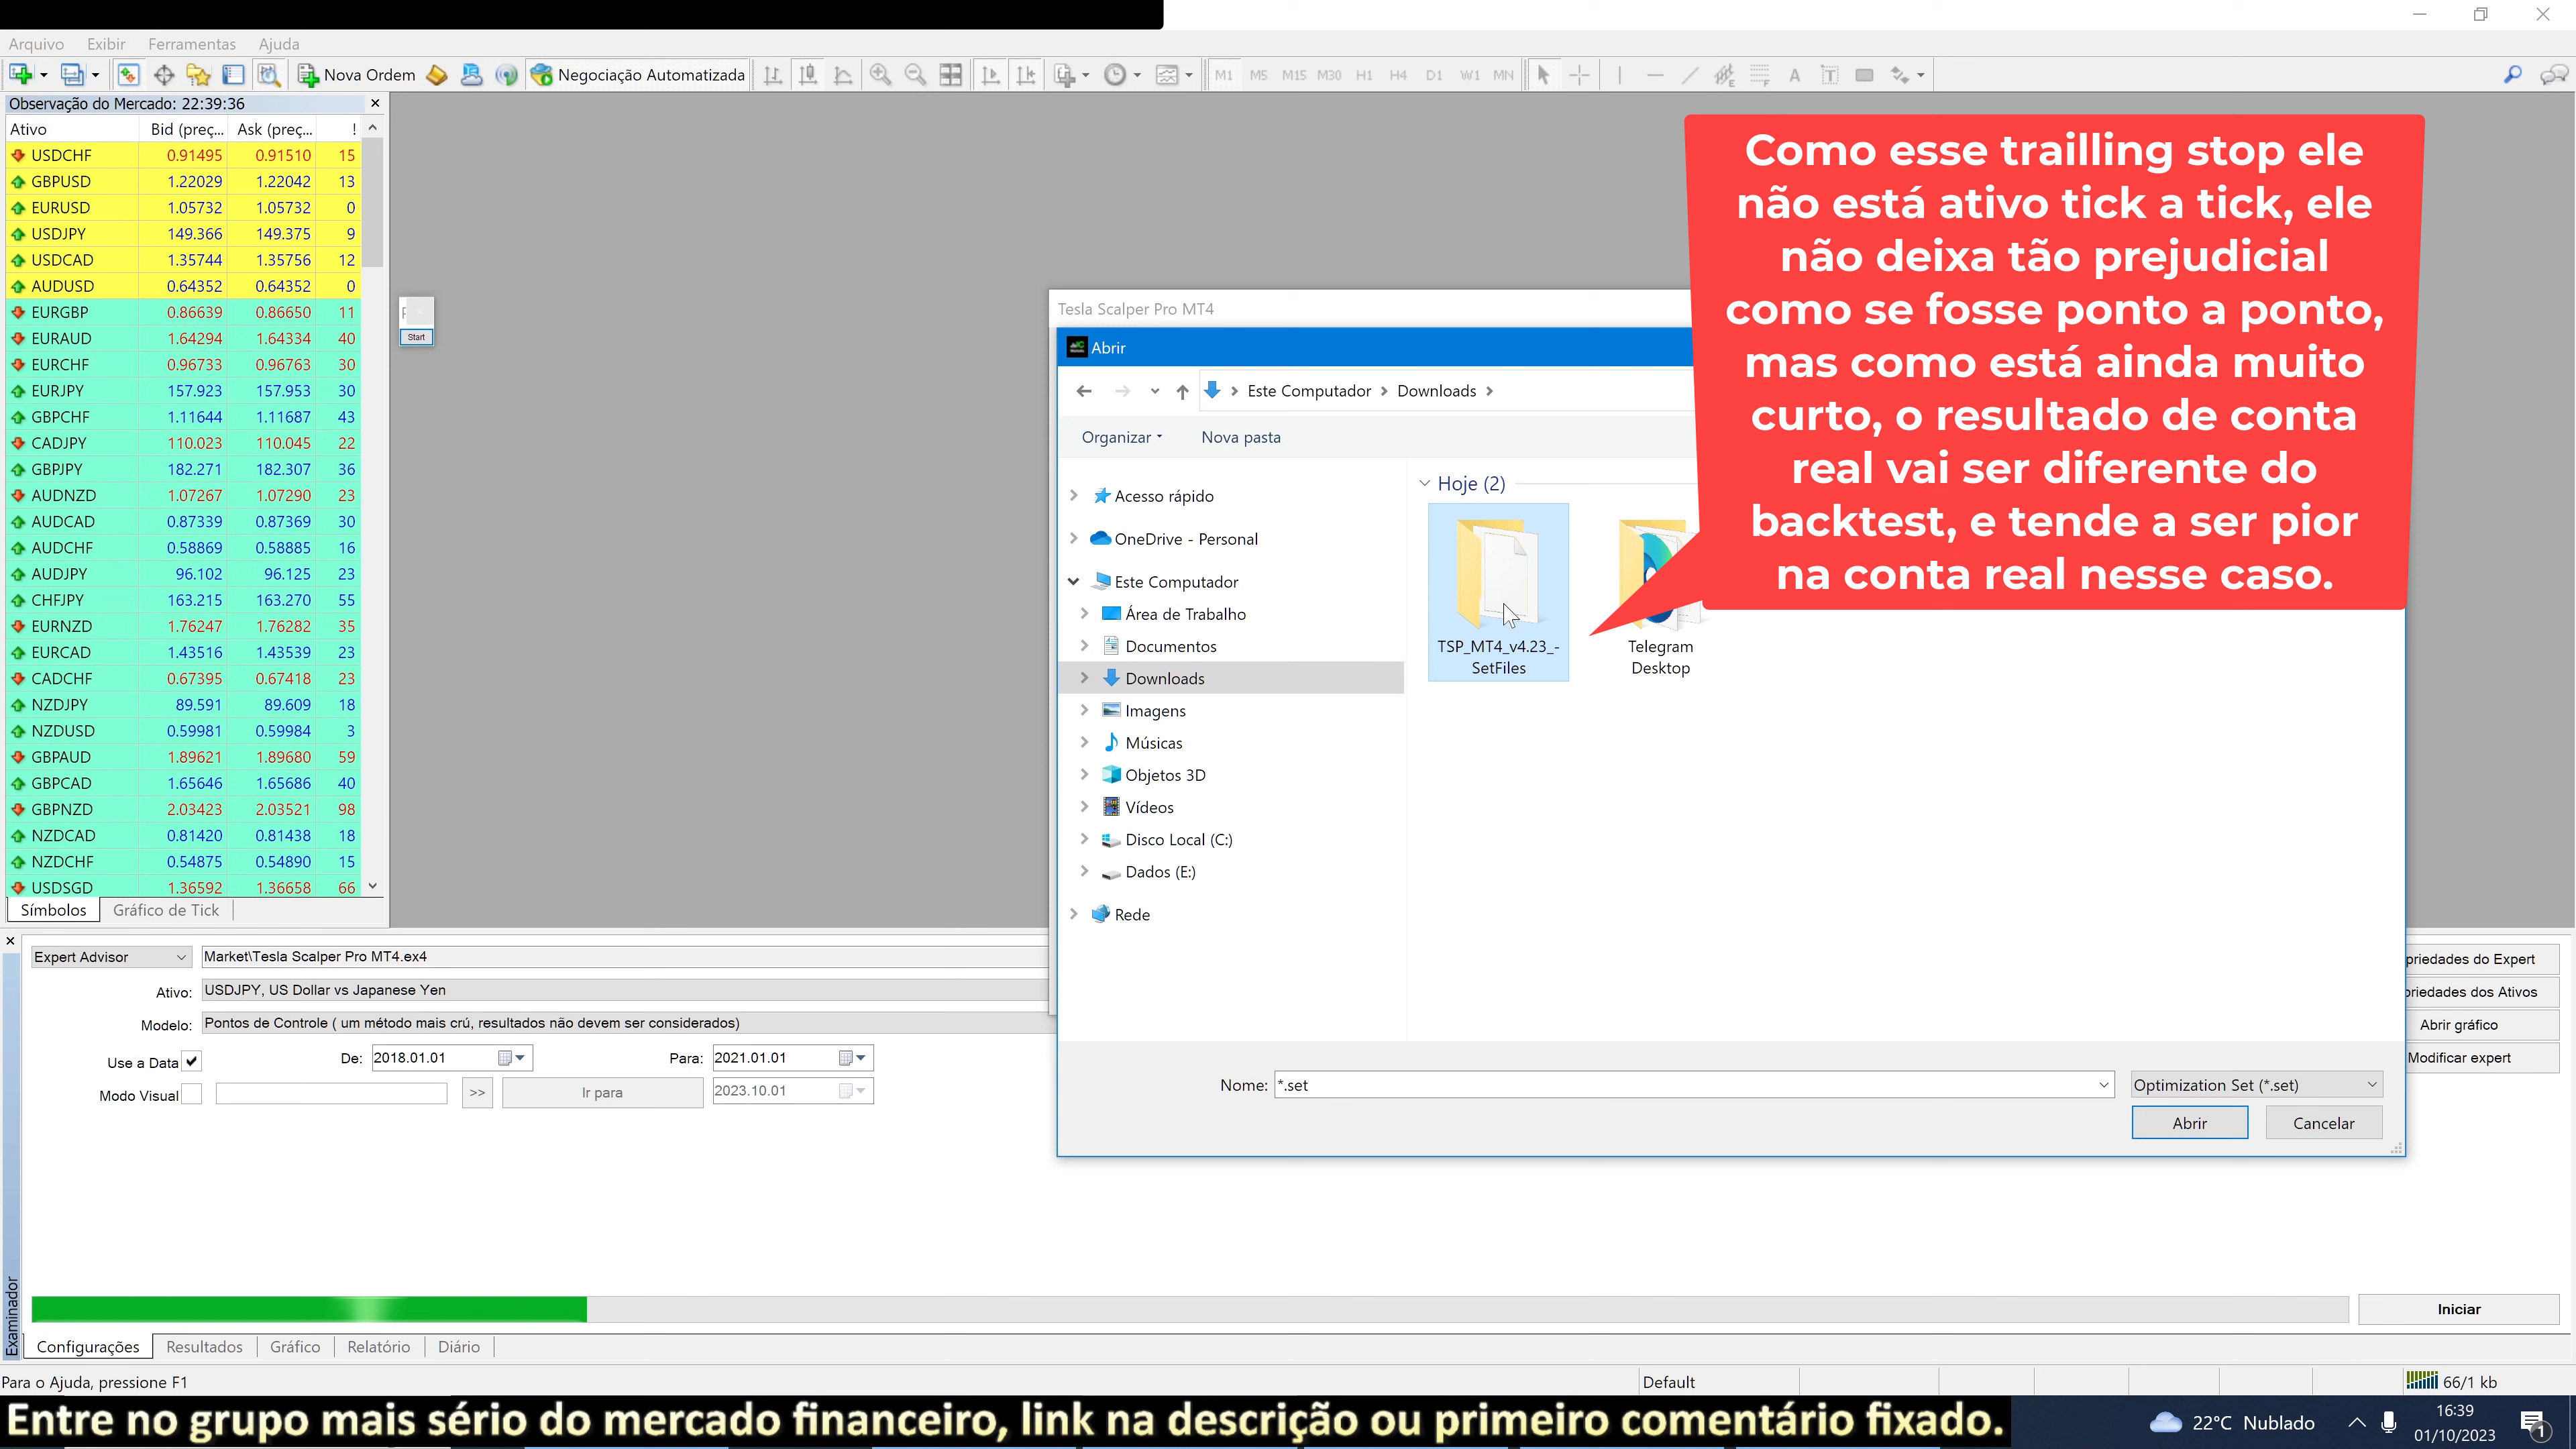 Arquivo Exibir Ferramentas Ajuda
Nova Ordem Negociação Automatizada M1 M5 M15 M30 H1 H4 D1 W1 MN
Observação do Mercado: 22:39:36
Ativo Bid (preç... Ask (preç... !
USDCHF 0.91495 0.91510 15
GBPUSD 1.22029 1.22042 13
EURUSD 1.05732 1.05732 0
USDJPY 149.366 149.375 9
USDCAD 1.35744 1.35756 12
AUDUSD 0.64352 0.64352 0
EURGBP 0.86639 0.86650 11
EURAUD 1.64294 1.64334 40
EURCHF 0.96733 0.96763 30
EURJPY 157.923 157.953 30
GBPCHF 1.11644 1.11687 43
CADJPY 110.023 110.045 22
GBPJPY 182.271 182.307 36
AUDNZD 1.07267 1.07290 23
AUDCAD 0.87339 0.87369 30
AUDCHF 0.58869 0.58885 16
AUDJPY 96.102 96.125 23
CHFJPY 163.215 163.270 55
EURNZD 1.76247 1.76282 35
EURCAD 1.43516 1.43539 23
CADCHF 0.67395 0.67418 23
NZDJPY 89.591 89.609 18
NZDUSD 0.59981 0.59984 3
GBPAUD 1.89621 1.89680 59
GBPCAD 1.65646 1.65686 40
GBPNZD 2.03423 2.03521 98
NZDCAD 0.81420 0.81438 18
NZDCHF 0.54875 0.54890 15
USDSGD 1.36592 1.36658 66
Símbolos Gráfico de Tick
Start
Tesla Scalper Pro MT4
Abrir
Este Computador Downloads
Organizar Nova pasta
Acesso rápido
OneDrive - Personal
Este Computador
Área de Trabalho
Documentos
Downloads
Imagens
Músicas
Objetos 3D
Vídeos
Disco Local (C:)
Dados (E:)
Rede
Hoje (2)
TSP_MT4_v4.23_-
SetFiles
Telegram
Desktop
Nome: *.set Optimization Set (*.set)
Abrir Cancelar
Como esse trailling stop ele
não está ativo tick a tick, ele
não deixa tão prejudicial
como se fosse ponto a ponto,
mas como está ainda muito
curto, o resultado de conta
real vai ser diferente do
backtest, e tende a ser pior
na conta real nesse caso.
Expert Advisor Market\Tesla Scalper Pro MT4.ex4
Ativo: USDJPY, US Dollar vs Japanese Yen
Modelo: Pontos de Controle ( um método mais crú, resultados não devem ser considerados)
Use a Data De: 2018.01.01 Para: 2021.01.01
Modo Visual >> Ir para 2023.10.01
priedades do Expert
priedades dos Ativos
Abrir gráfico
Modificar expert
Iniciar
Examinador
Configurações Resultados Gráfico Relatório Diário
Para o Ajuda, pressione F1 Default 66/1 kb
Entre no grupo mais sério do mercado financeiro, link na descrição ou primeiro comentário fixado.
22°C Nublado
16:39
01/10/2023
1